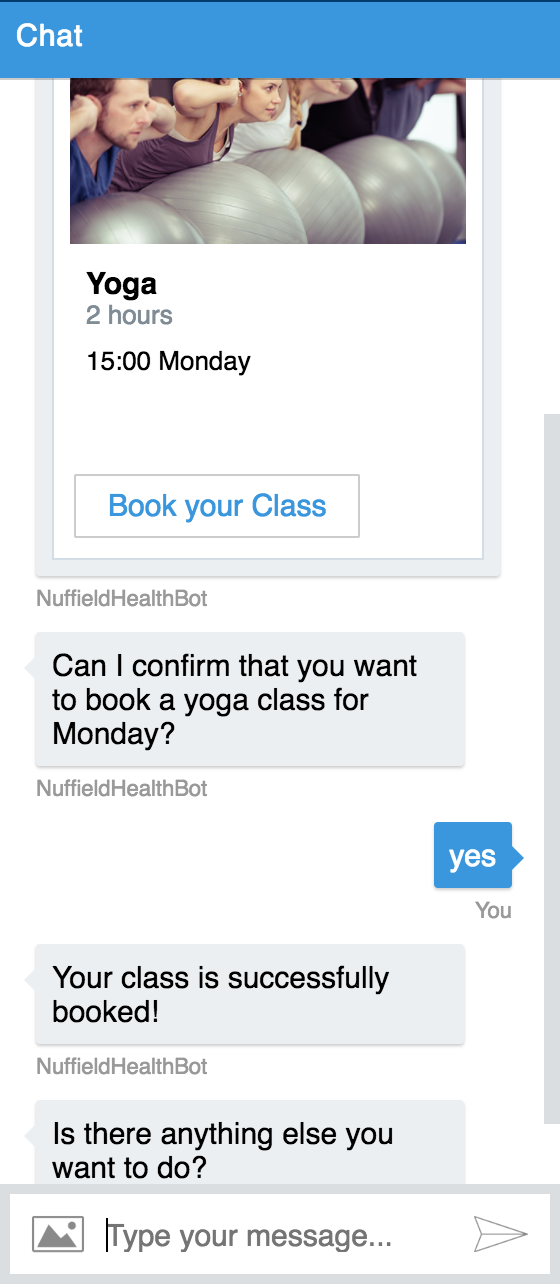 Chat
Yoga
2 hours
15:00 Monday
Book your Class
NuffieldHealthBot
Can I confirm that you want
to book a yoga class for
Monday?
NuffieldHealthBot
yes
You
Your class is successfully
booked!
NuffieldHealthBot
Is there anything else you
want to do?
Type your message...